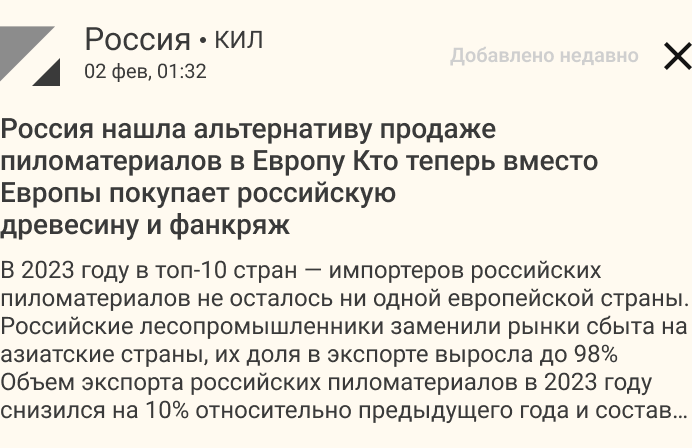 Россия • КИЛ
02 фев, 01:32
Добавлено недавно
Россия нашла альтернативу продаже
пиломатериалов в Европу Кто теперь вместо
Европы покупает российскую
древесину и фанкряж
В 2023 году в топ-10 стран — импортеров российских
пиломатериалов не осталось ни одной европейской страны.
Российские лесопромышленники заменили рынки сбыта на
азиатские страны, их доля в экспорте выросла до 98%
Объем экспорта российских пиломатериалов в 2023 году
снизился на 10% относительно предыдущего года и состав...